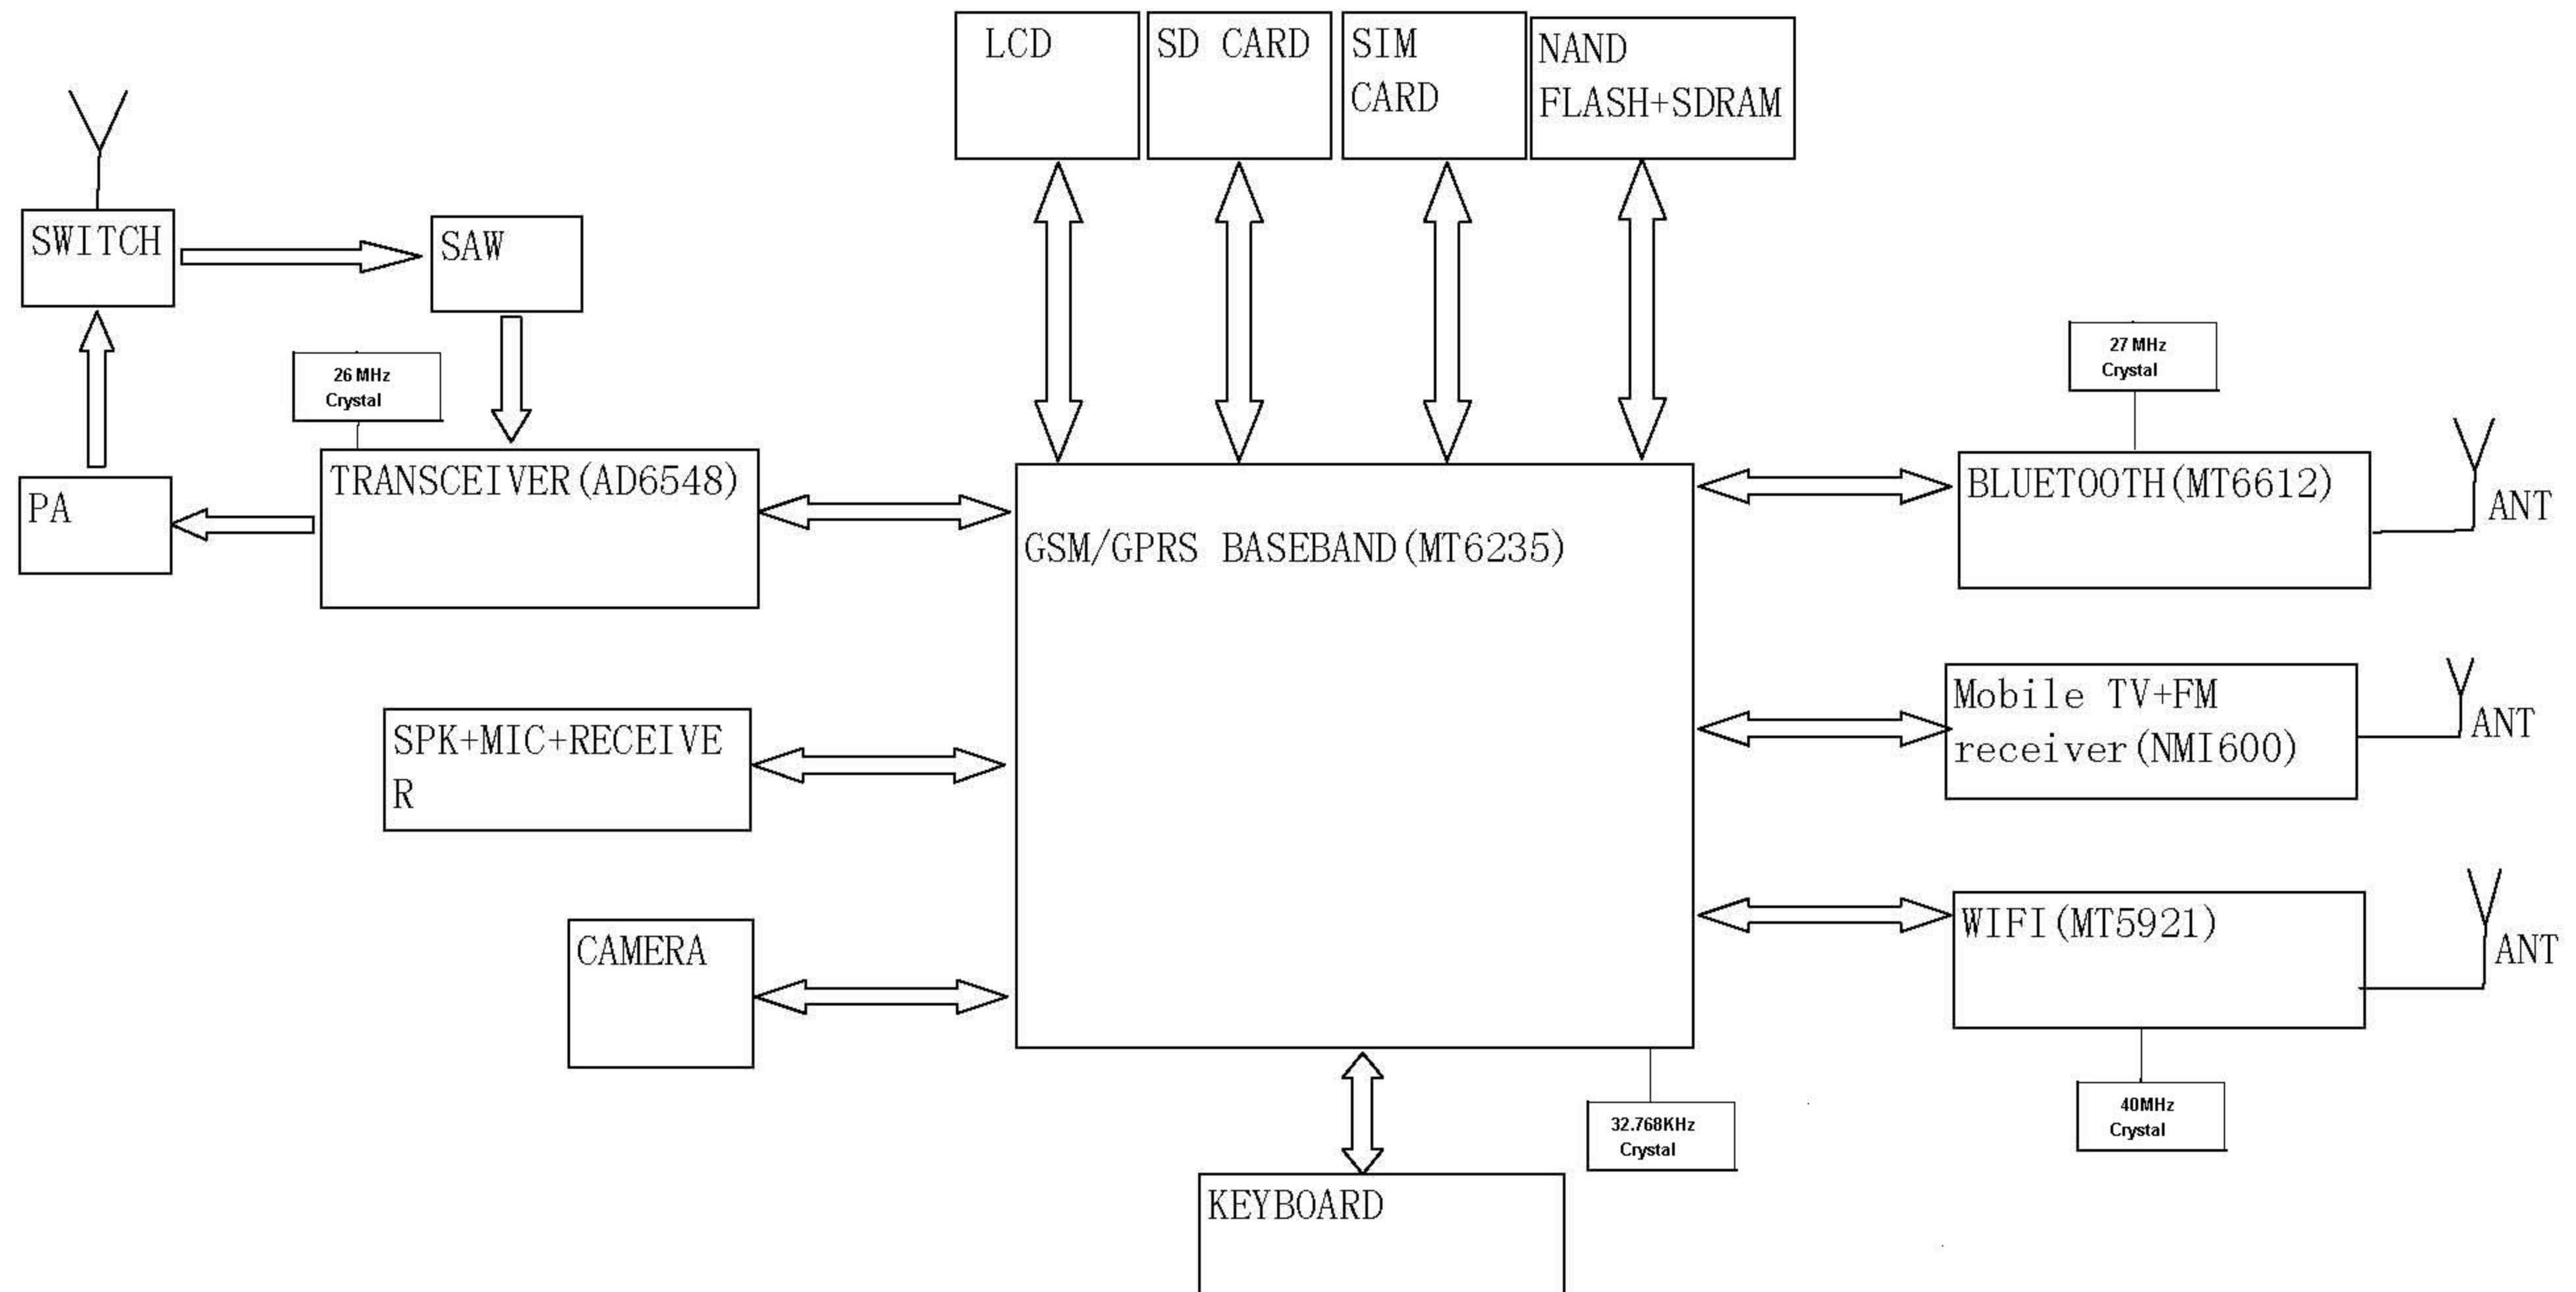 LCD
SD CARD
SIM
CARD
NAND
FLASH+SDRAM
SWITCH
SAW
26 MHz
Crystal
27 MHz
Crystal
TRANSCEIVER(AD6548)
PA
GSM/GPRS BASEBAND(MT6235)
BLUETOOTH(MT6612)
ANT
SPK+MIC+RECEIVE
R
Mobile TV+FM
receiver(NMI600)
ANT
CAMERA
WIFI(MT5921)
ANT
32.768KHz
Crystal
40MHz
Crystal
KEYBOARD